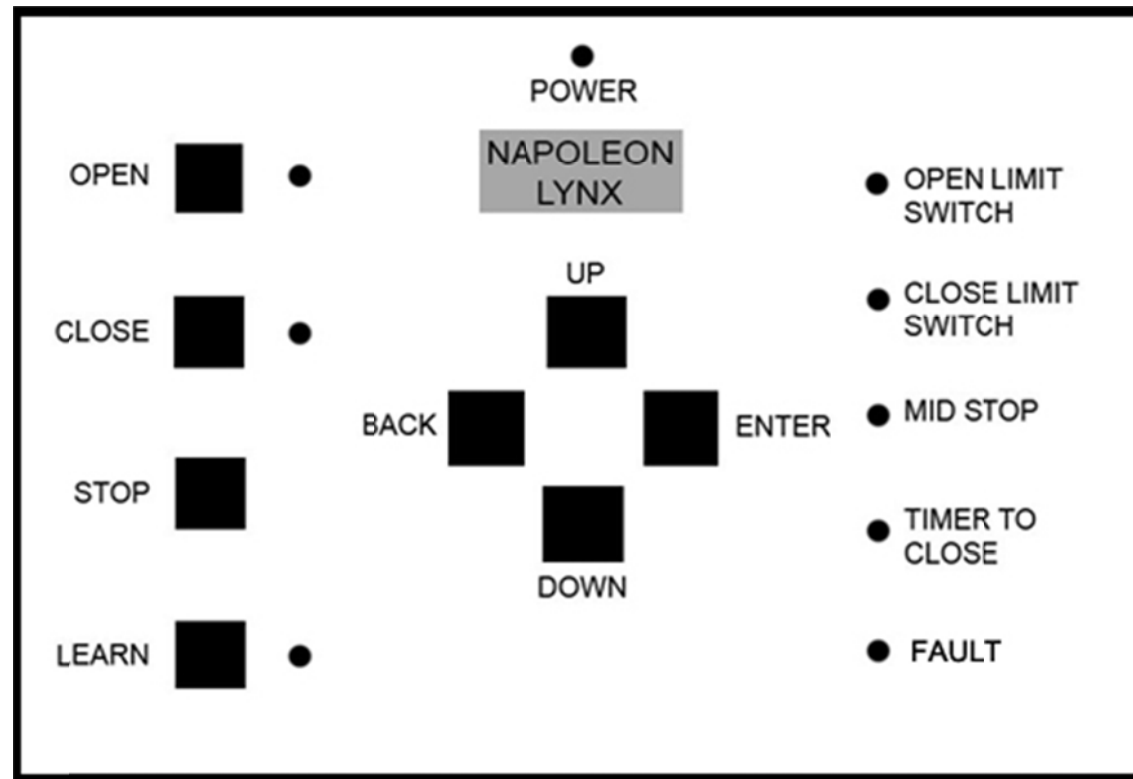 POWER
NAPOLEON
LYNX
OPEN
CLOSE
STOP
LEARN
UP
BACK
ENTER
DOWN
OPEN LIMIT
SWITCH
CLOSE LIMIT
SWITCH
MID STOP
TIMER TO
CLOSE
FAULT